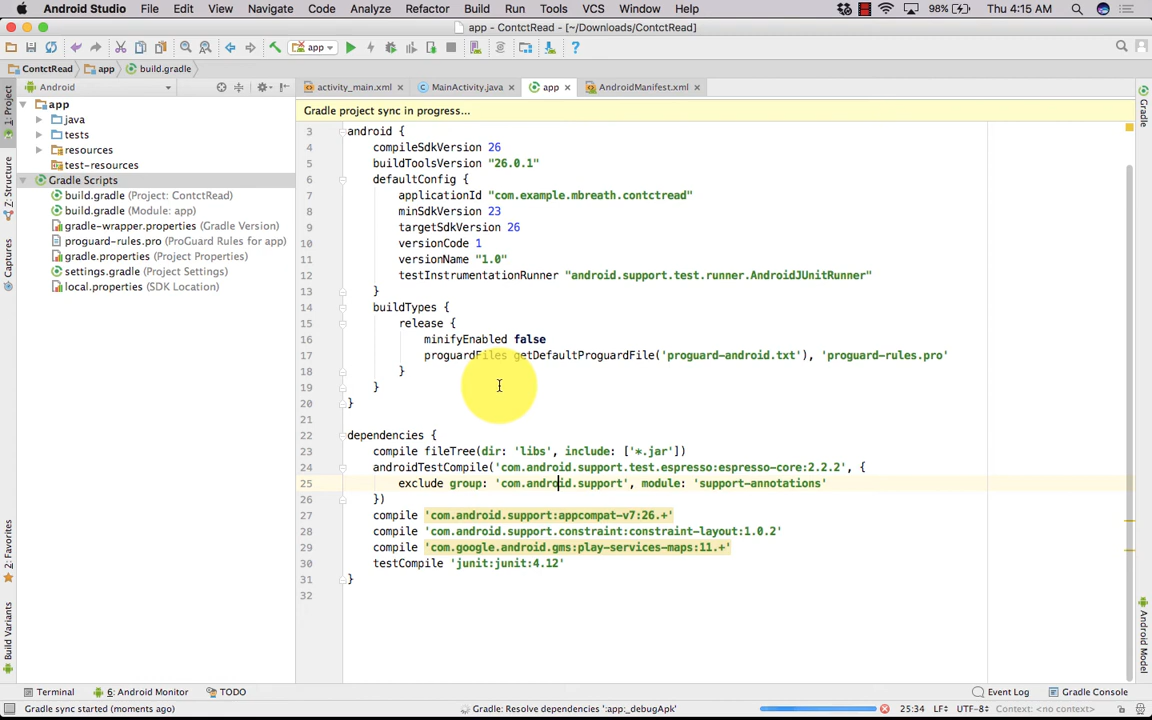 Android Studio File Edit View Navigate Code Analyze Refactor Build Run Tools VCS Window Help 98% Thu 4:15 AM
app - ContctRead - [~/Downloads/ContctRead]
app
ContctRead app build.gradle
Android activity_main.xml MainActivity.java app AndroidManifest.xml
Gradle project sync in progress...
1: Project
Z: Structure
Captures
2: Favorites
Build Variants
app
java
tests
resources
test-resources
Gradle Scripts
build.gradle (Project: ContctRead)
build.gradle (Module: app)
gradle-wrapper.properties (Gradle Version)
proguard-rules.pro (ProGuard Rules for app)
gradle.properties (Project Properties)
settings.gradle (Project Settings)
local.properties (SDK Location)
3 android {
4 compileSdkVersion 26
5 buildToolsVersion "26.0.1"
6 defaultConfig {
7 applicationId "com.example.mbreath.contctread"
8 minSdkVersion 23
9 targetSdkVersion 26
10 versionCode 1
11 versionName "1.0"
12 testInstrumentationRunner "android.support.test.runner.AndroidJUnitRunner"
13 }
14 buildTypes {
15 release {
16 minifyEnabled false
17 proguardFiles getDefaultProguardFile('proguard-android.txt'), 'proguard-rules.pro'
18 }
19 }
20 }
21
22 dependencies {
23 compile fileTree(dir: 'libs', include: ['*.jar'])
24 androidTestCompile('com.android.support.test.espresso:espresso-core:2.2.2', {
25 exclude group: 'com.android.support', module: 'support-annotations'
26 })
27 compile 'com.android.support:appcompat-v7:26.+'
28 compile 'com.android.support.constraint:constraint-layout:1.0.2'
29 compile 'com.google.android.gms:play-services-maps:11.+'
30 testCompile 'junit:junit:4.12'
31 }
32
Gradle
Android Model
Terminal 6: Android Monitor TODO Event Log Gradle Console
Gradle sync started (moments ago) Gradle: Resolve dependencies ':app:_debugApk' 25:34 LF÷ UTF-8÷ Context: <no context>